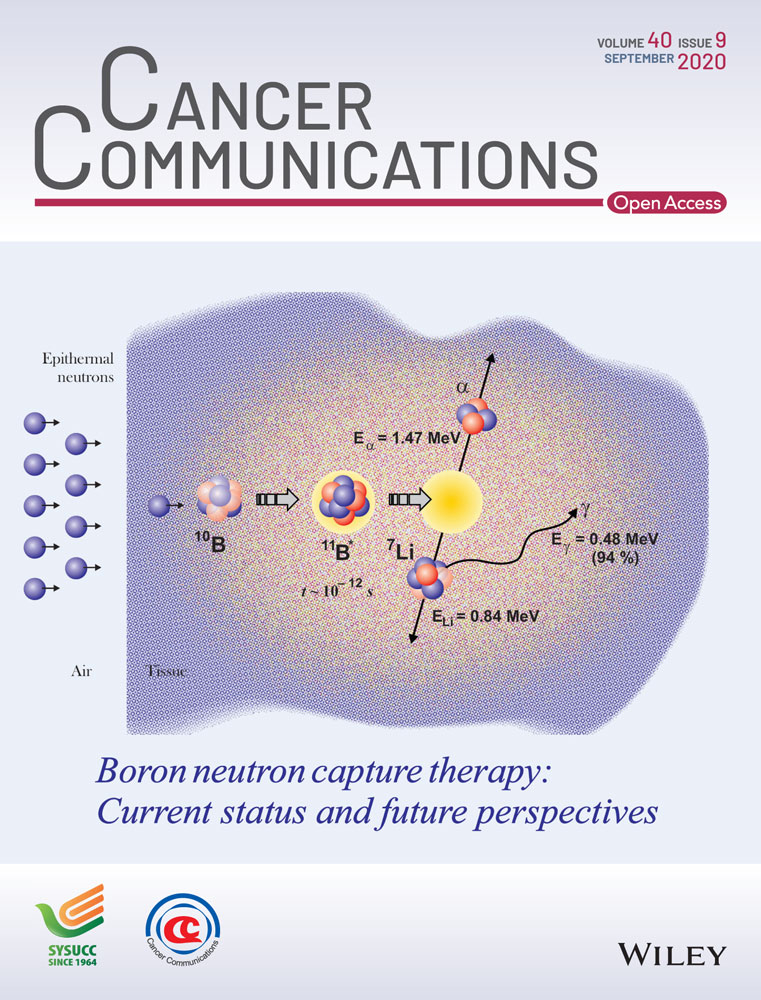 VOLUME 40 ISSUE 9
SEPTEMBER 2020
CANCER
COMMUNICATIONS
Open Access
Epithermal
neutrons
α
Eα = 1.47 MeV
¹⁰B
¹¹B*
⁷Li
γ
Eγ = 0.48 MeV
(94 %)
t ~ 10⁻¹² s
ELi = 0.84 MeV
Air
Tissue
Boron neutron capture therapy:
Current status and future perspectives
SYSUCC
SINCE 1964
CC
Cancer Communications
WILEY